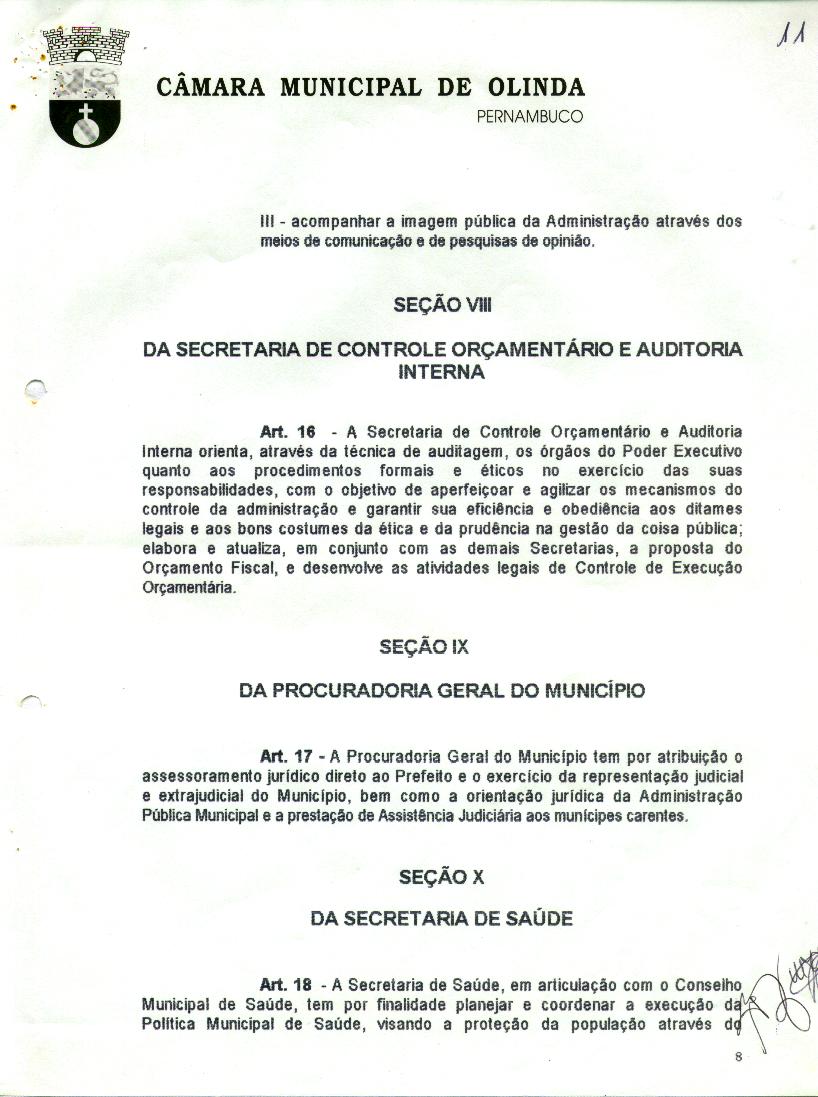 11
CÂMARA MUNICIPAL DE OLINDA
PERNAMBUCO
III - acompanhar a imagem pública da Administração através dos
meios de comunicação e de pesquisas de opinião.
SEÇÃO VIII
DA SECRETARIA DE CONTROLE ORÇAMENTÁRIO E AUDITORIA
INTERNA
Art. 16 - A Secretaria de Controle Orçamentário e Auditoria
Interna orienta, através da técnica de auditagem, os órgãos do Poder Executivo
quanto aos procedimentos formais e éticos no exercício das suas
responsabilidades, com o objetivo de aperfeiçoar e agilizar os mecanismos do
controle da administração e garantir sua eficiência e obediência aos ditames
legais e aos bons costumes da ética e da prudência na gestão da coisa pública;
elabora e atualiza, em conjunto com as demais Secretarias, a proposta do
Orçamento Fiscal, e desenvolve as atividades legais de Controle de Execução
Orçamentária.
SEÇÃO IX
DA PROCURADORIA GERAL DO MUNICÍPIO
Art. 17 - A Procuradoria Geral do Município tem por atribuição o
assessoramento jurídico direto ao Prefeito e o exercício da representação judicial
e extrajudicial do Município, bem como a orientação jurídica da Administração
Pública Municipal e a prestação de Assistência Judiciária aos munícipes carentes.
SEÇÃO X
DA SECRETARIA DE SAÚDE
Art. 18 - A Secretaria de Saúde, em articulação com o Conselho
Municipal de Saúde, tem por finalidade planejar e coordenar a execução da
Política Municipal de Saúde, visando a proteção da população através do
8